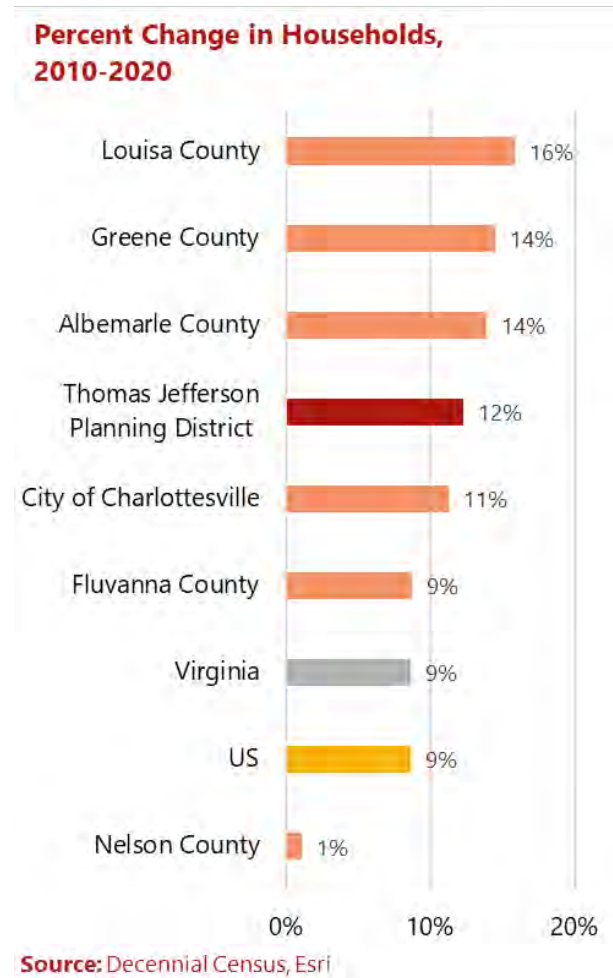 Percent Change in Households,
2010-2020
Louisa County 16%
Greene County 14%
Albemarle County 14%
Thomas Jefferson
Planning District 12%
City of Charlottesville 11%
Fluvanna County 9%
Virginia 9%
US 9%
Nelson County 1%
0% 10% 20%
Source: Decennial Census, Esri